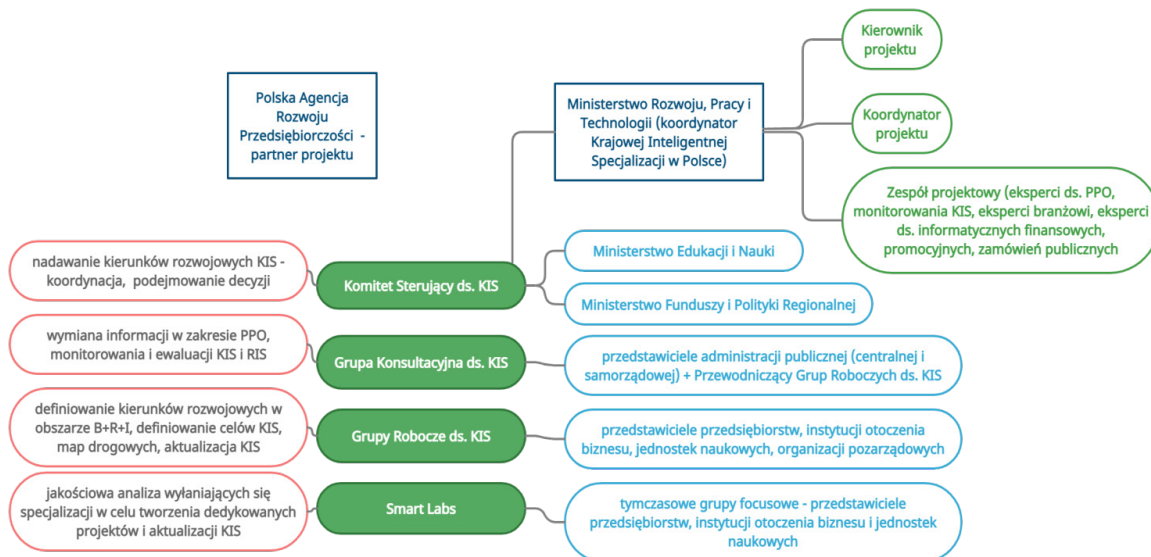 Kierownik
projektu
Polska Agencja
Rozwoju
Przedsiębiorczości -
partner projektu
Ministerstwo Rozwoju, Pracy i
Technologii (koordynator
Krajowej Inteligentnej
Specjalizacji w Polsce)
Koordynator
projektu
Zespół projektowy (eksperci ds. PPO,
monitorowania KIS, eksperci branżowi, eksperci
ds. informatycznych finansowych,
promocyjnych, zamówień publicznych
nadawanie kierunków rozwojowych KIS -
koordynacja, podejmowanie decyzji
Komitet Sterujący ds. KIS
Ministerstwo Edukacji i Nauki
Ministerstwo Funduszy i Polityki Regionalnej
wymiana informacji w zakresie PPO,
monitorowania i ewaluacji KIS i RIS
Grupa Konsultacyjna ds. KIS
przedstawiciele administracji publicznej (centralnej i
samorządowej) + Przewodniczący Grup Roboczych ds. KIS
definiowanie kierunków rozwojowych w
obszarze B+R+I, definiowanie celów KIS,
map drogowych, aktualizacja KIS
Grupy Robocze ds. KIS
przedstawiciele przedsiębiorstw, instytucji otoczenia
biznesu, jednostek naukowych, organizacji pozarządowych
jakościowa analiza wyłaniających się
specjalizacji w celu tworzenia dedykowanych
projektów i aktualizacji KIS
Smart Labs
tymczasowe grupy focusowe - przedstawiciele
przedsiębiorstw, instytucji otoczenia biznesu i jednostek
naukowych